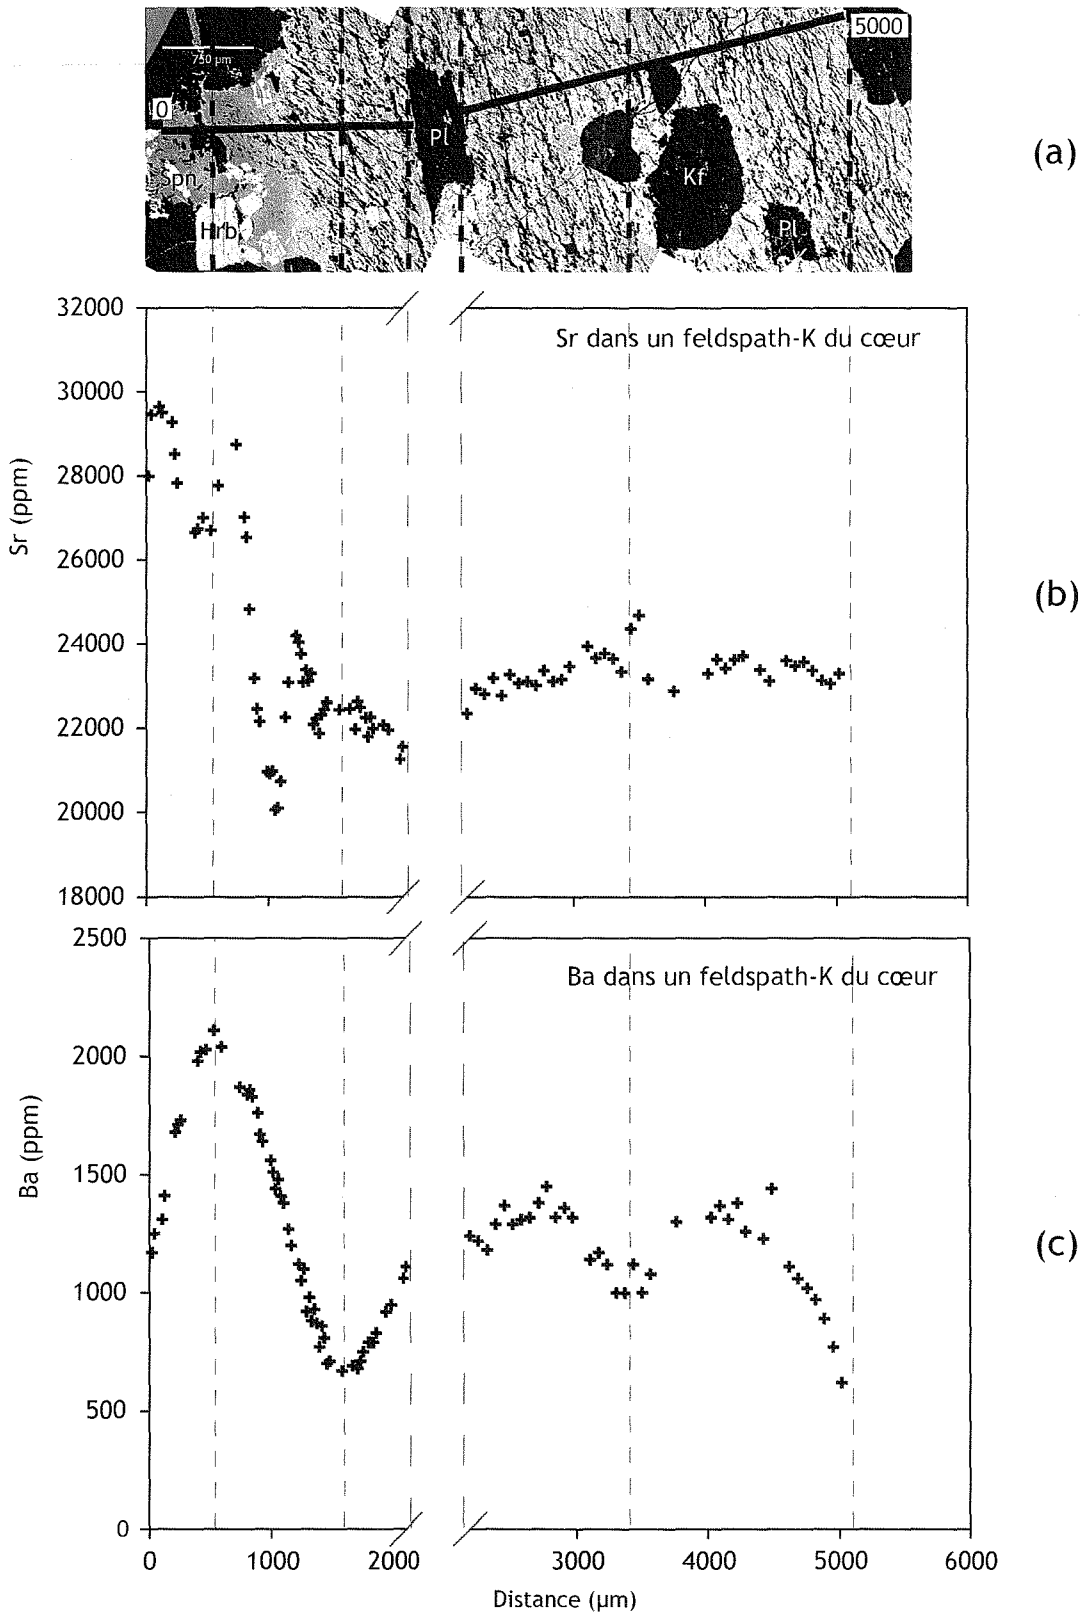 5000
750 µm
0
Pl
Spn
Kf
Hrb
Pl
(a)
32000
Sr dans un feldspath-K du cœur
30000
28000
Sr (ppm)
26000
(b)
24000
22000
20000
18000
2500
Ba dans un feldspath-K du cœur
2000
Ba (ppm)
1500
(c)
1000
500
0
0 1000 2000 3000 4000 5000 6000
Distance (µm)